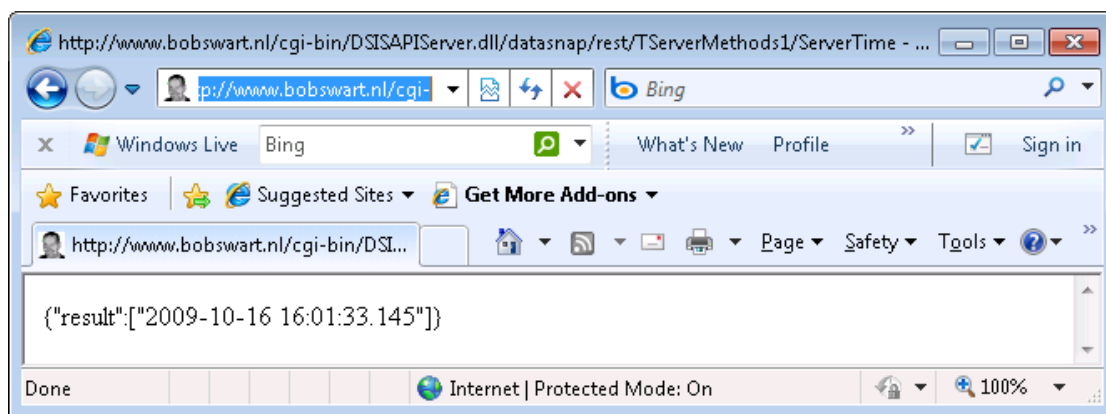 http://www.bobswart.nl/cgi-bin/DSISAPIServer.dll/datasnap/rest/TServerMethods1/ServerTime - ...
p://www.bobswart.nl/cgi- Bing
x Windows Live Bing What's New Profile >> Sign in
Favorites Suggested Sites Get More Add-ons
http://www.bobswart.nl/cgi-bin/DSI... Page Safety Tools >>
{"result":["2009-10-16 16:01:33.145"]}
Done Internet | Protected Mode: On 100%